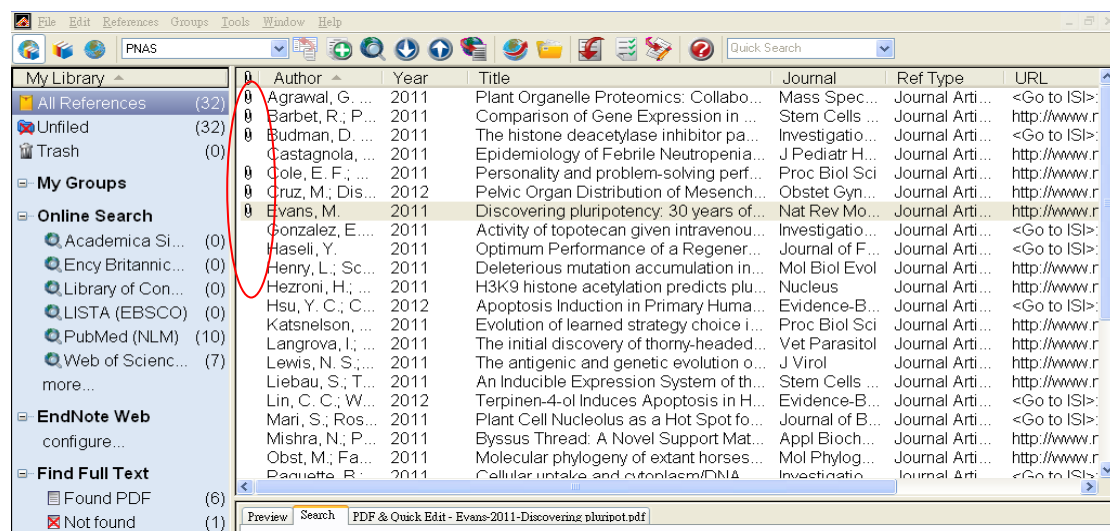 File Edit References Groups Tools Window Help
PNAS Quick Search
My Library
All References (32)
Unfiled (32)
Trash (0)
My Groups
Online Search
Academica Si... (0)
Ency Britannic... (0)
Library of Con... (0)
LISTA (EBSCO) (0)
PubMed (NLM) (10)
Web of Scienc... (7)
more...
EndNote Web
configure...
Find Full Text
Found PDF (6)
Not found (1)
Author Year Title Journal Ref Type URL
Agrawal, G. ... 2011 Plant Organelle Proteomics: Collabo... Mass Spec... Journal Arti... <Go to ISI>:
Barbet, R.; P... 2011 Comparison of Gene Expression in ... Stem Cells ... Journal Arti... http://www.r
Budman, D. ... 2011 The histone deacetylase inhibitor pa... Investigatio... Journal Arti... <Go to ISI>:
Castagnola, ... 2011 Epidemiology of Febrile Neutropenia... J Pediatr H... Journal Arti... http://www.r
Cole, E. F.; ... 2011 Personality and problem-solving perf... Proc Biol Sci Journal Arti... http://www.r
Cruz, M.; Dis... 2012 Pelvic Organ Distribution of Mesench... Obstet Gyn... Journal Arti... http://www.r
Evans, M. 2011 Discovering pluripotency: 30 years of... Nat Rev Mo... Journal Arti... http://www.r
Gonzalez, E.... 2011 Activity of topotecan given intravenou... Investigatio... Journal Arti... <Go to ISI>:
Haseli, Y. 2011 Optimum Performance of a Regener... Journal of F... Journal Arti... <Go to ISI>:
Henry, L.; Sc... 2011 Deleterious mutation accumulation in... Mol Biol Evol Journal Arti... http://www.r
Hezroni, H.; ... 2011 H3K9 histone acetylation predicts plu... Nucleus Journal Arti... http://www.r
Hsu, Y. C.; C... 2012 Apoptosis Induction in Primary Huma... Evidence-B... Journal Arti... <Go to ISI>:
Katsnelson, ... 2011 Evolution of learned strategy choice i... Proc Biol Sci Journal Arti... http://www.r
Langrova, I.; ... 2011 The initial discovery of thorny-headed... Vet Parasitol Journal Arti... http://www.r
Lewis, N. S.;... 2011 The antigenic and genetic evolution o... J Virol Journal Arti... http://www.r
Liebau, S.; T... 2011 An Inducible Expression System of th... Stem Cells ... Journal Arti... http://www.r
Lin, C. C.; W... 2012 Terpinen-4-ol Induces Apoptosis in H... Evidence-B... Journal Arti... <Go to ISI>:
Mari, S.; Ros... 2011 Plant Cell Nucleolus as a Hot Spot fo... Journal of B... Journal Arti... <Go to ISI>:
Mishra, N.; P... 2011 Byssus Thread: A Novel Support Mat... Appl Bioch... Journal Arti... http://www.r
Obst, M.; Fa... 2011 Molecular phylogeny of extant horses... Mol Phylog... Journal Arti... http://www.r
Paquette, B.; 2011 Cellular uptake and cytoplasm/DNA Investigatio... Journal Arti... <Go to ISI>:
Preview Search PDF & Quick Edit - Evans-2011-Discovering pluripot.pdf